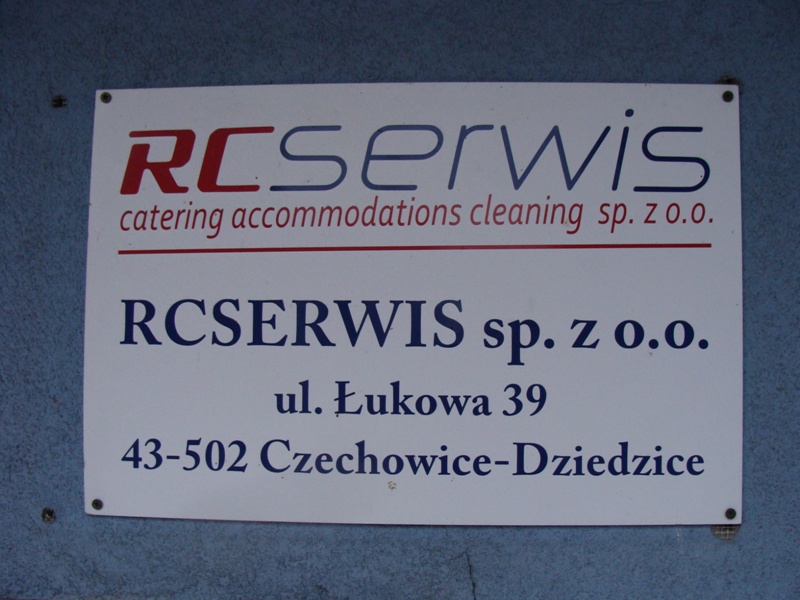 RCserwis
catering accommodations cleaning sp. z o.o.
RCSERWIS sp. z o.o.
ul. Łukowa 39
43-502 Czechowice-Dziedzice